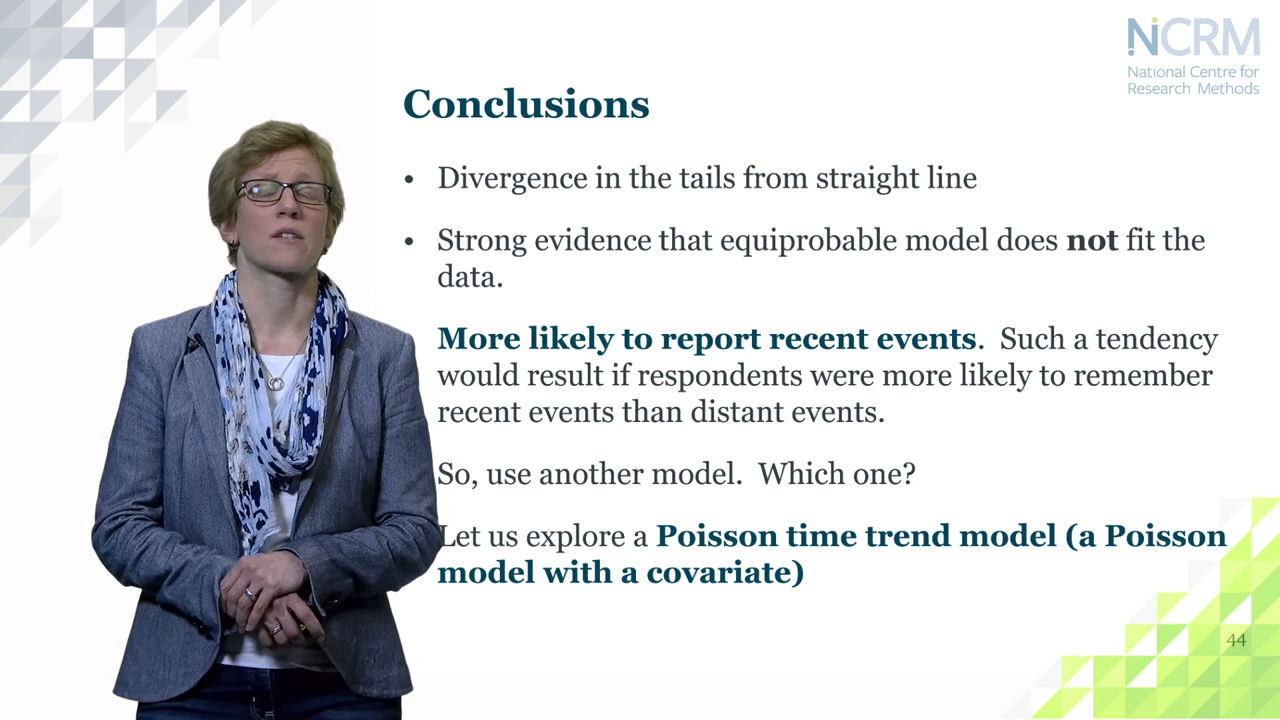 NCRM
National Centre for
Research Methods
Conclusions
• Divergence in the tails from straight line
• Strong evidence that equiprobable model does not fit the
data.
More likely to report recent events. Such a tendency
would result if respondents were more likely to remember
recent events than distant events.
So, use another model. Which one?
Let us explore a Poisson time trend model (a Poisson
model with a covariate)
44